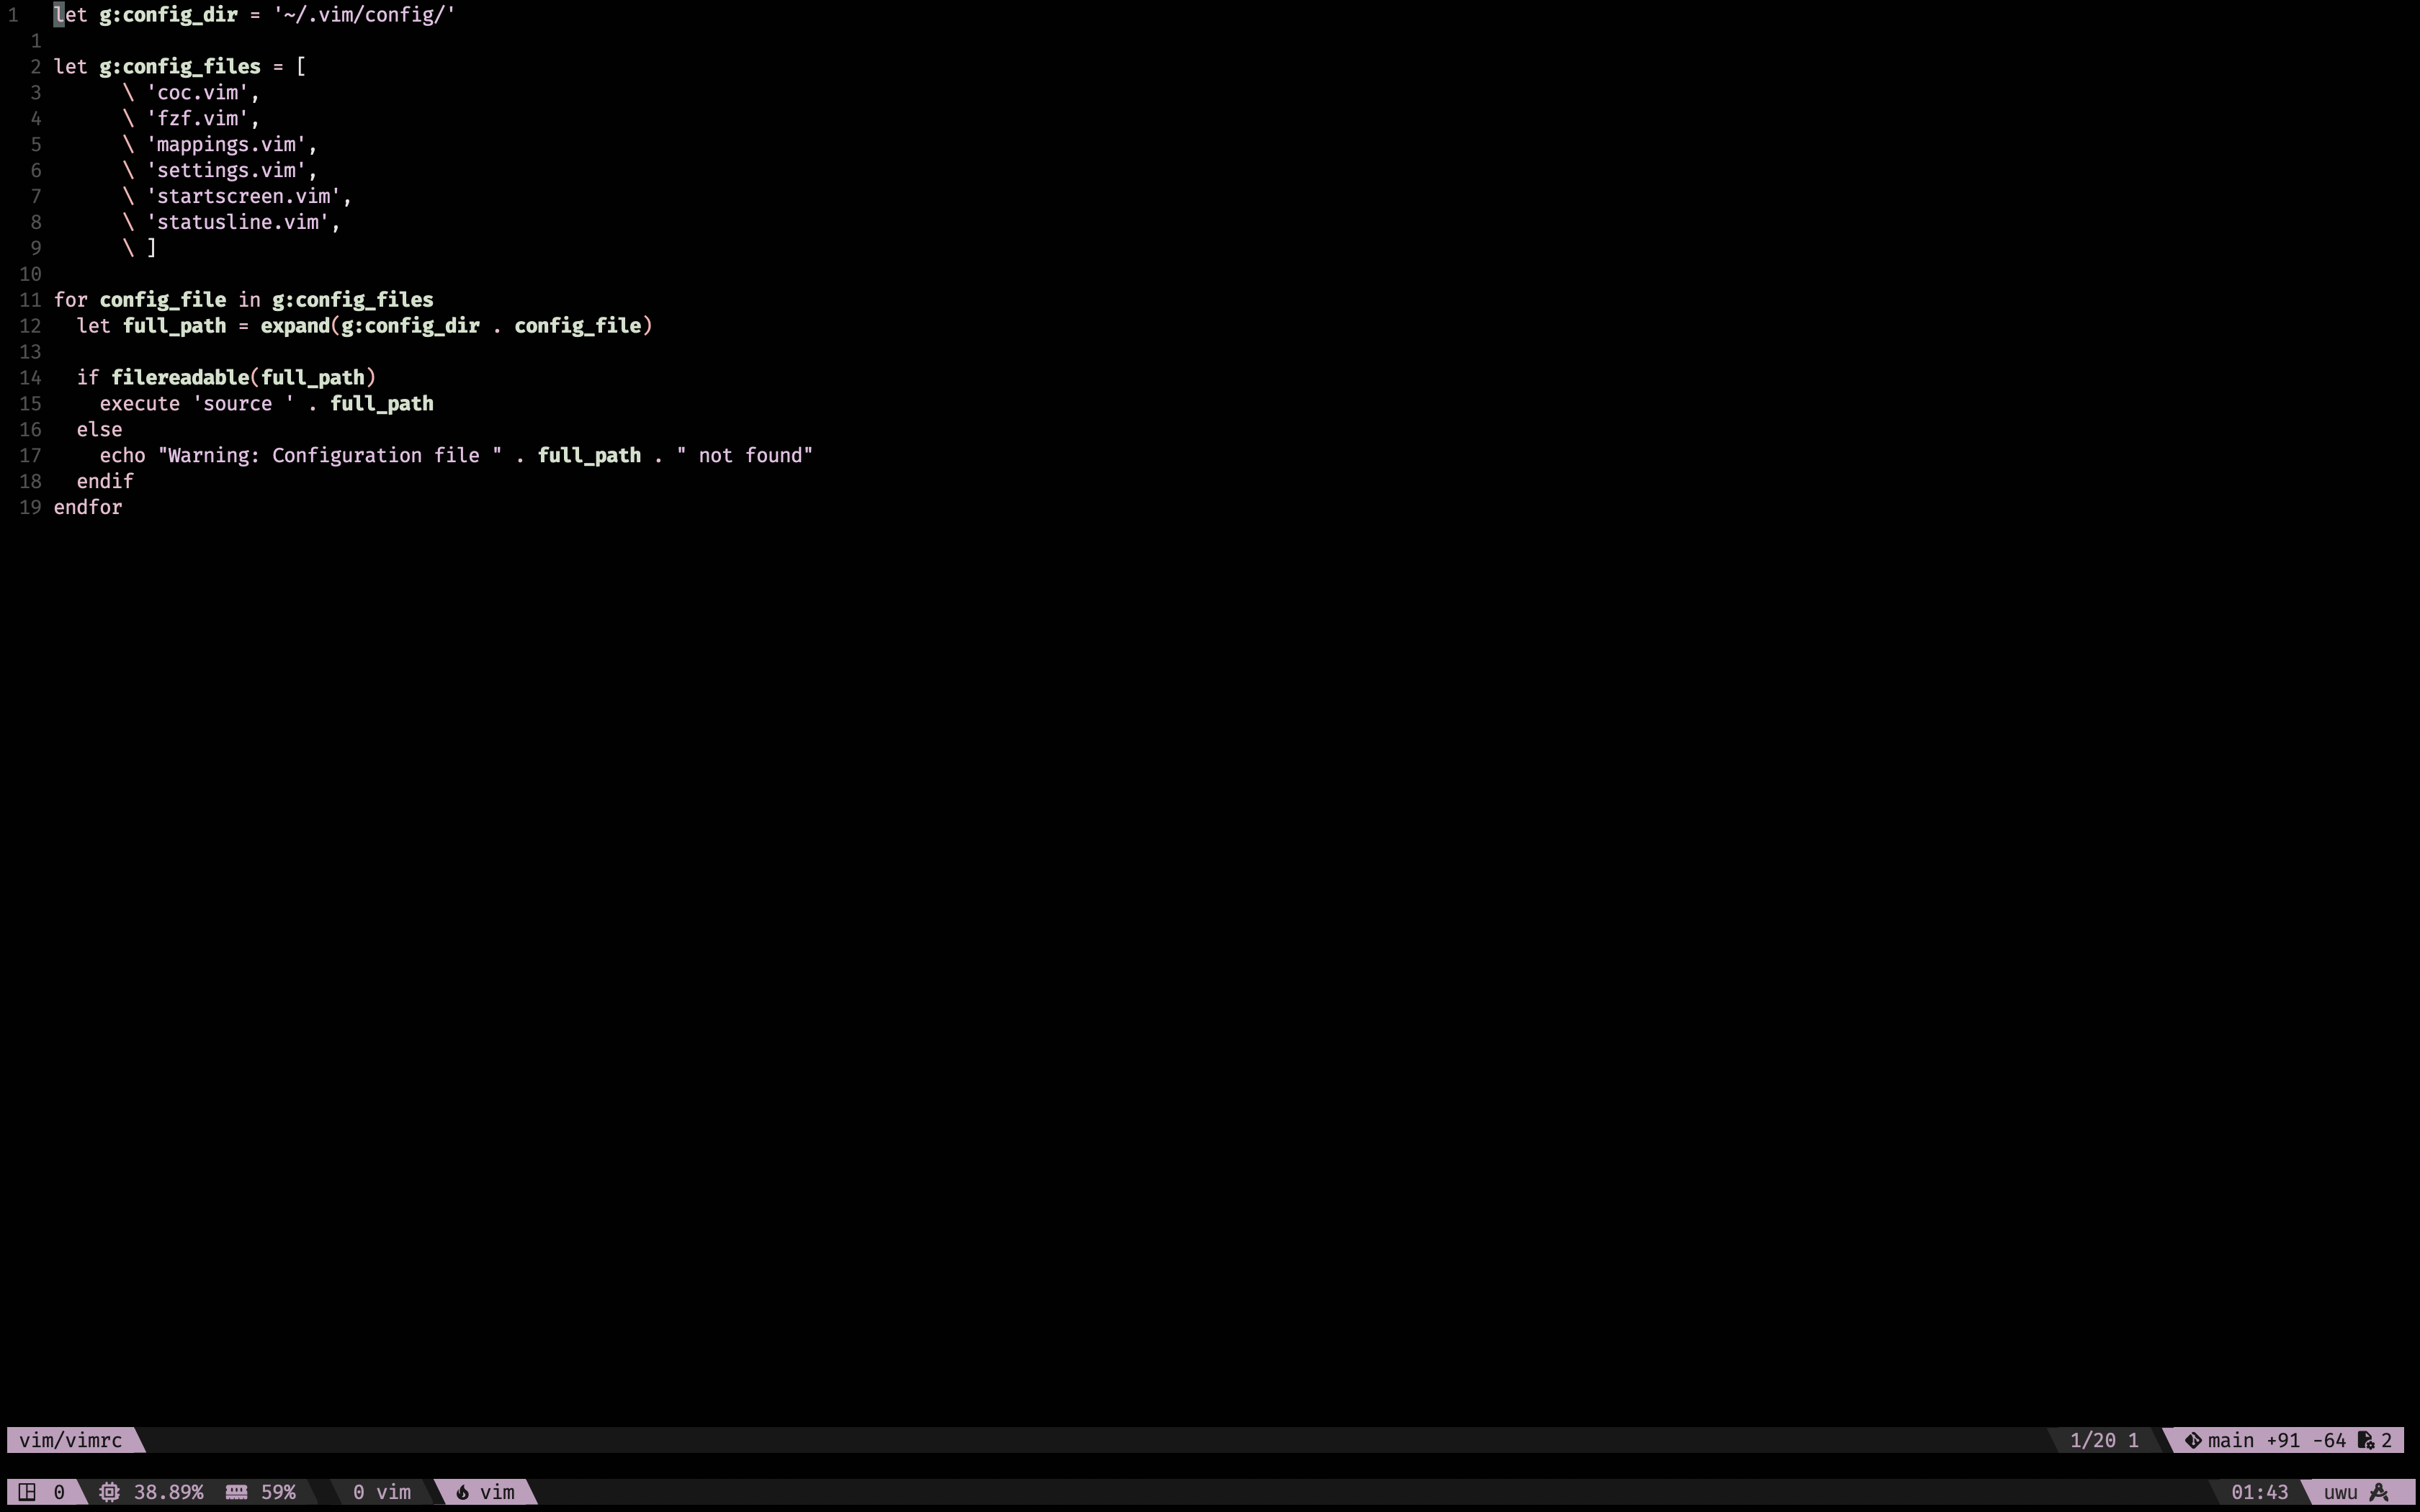 1   let g:config_dir = '~/.vim/config/'
  1
  2 let g:config_files = [
  3       \ 'coc.vim',
  4       \ 'fzf.vim',
  5       \ 'mappings.vim',
  6       \ 'settings.vim',
  7       \ 'startscreen.vim',
  8       \ 'statusline.vim',
  9       \ ]
 10
 11 for config_file in g:config_files
 12   let full_path = expand(g:config_dir . config_file)
 13
 14   if filereadable(full_path)
 15     execute 'source ' . full_path
 16   else
 17     echo "Warning: Configuration file " . full_path . " not found"
 18   endif
 19 endfor
vim/vimrc 1/20 1 main +91 -64 2
0 38.89% 59% 0 vim vim 01:43 uwu